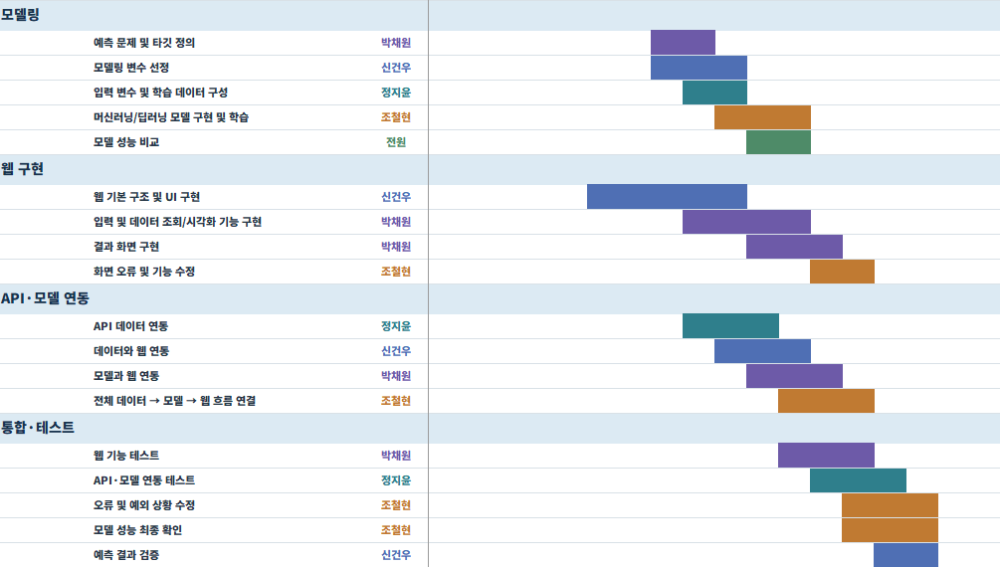 모델링
예측 문제 및 타깃 정의 박채원
모델링 변수 선정 신건우
입력 변수 및 학습 데이터 구성 정지윤
머신러닝/딥러닝 모델 구현 및 학습 조철현
모델 성능 비교 전원
웹 구현
웹 기본 구조 및 UI 구현 신건우
입력 및 데이터 조회/시각화 기능 구현 박채원
결과 화면 구현 박채원
화면 오류 및 기능 수정 조철현
API·모델 연동
API 데이터 연동 정지윤
데이터와 웹 연동 신건우
모델과 웹 연동 박채원
전체 데이터 → 모델 → 웹 흐름 연결 조철현
통합·테스트
웹 기능 테스트 박채원
API·모델 연동 테스트 정지윤
오류 및 예외 상황 수정 조철현
모델 성능 최종 확인 조철현
예측 결과 검증 신건우